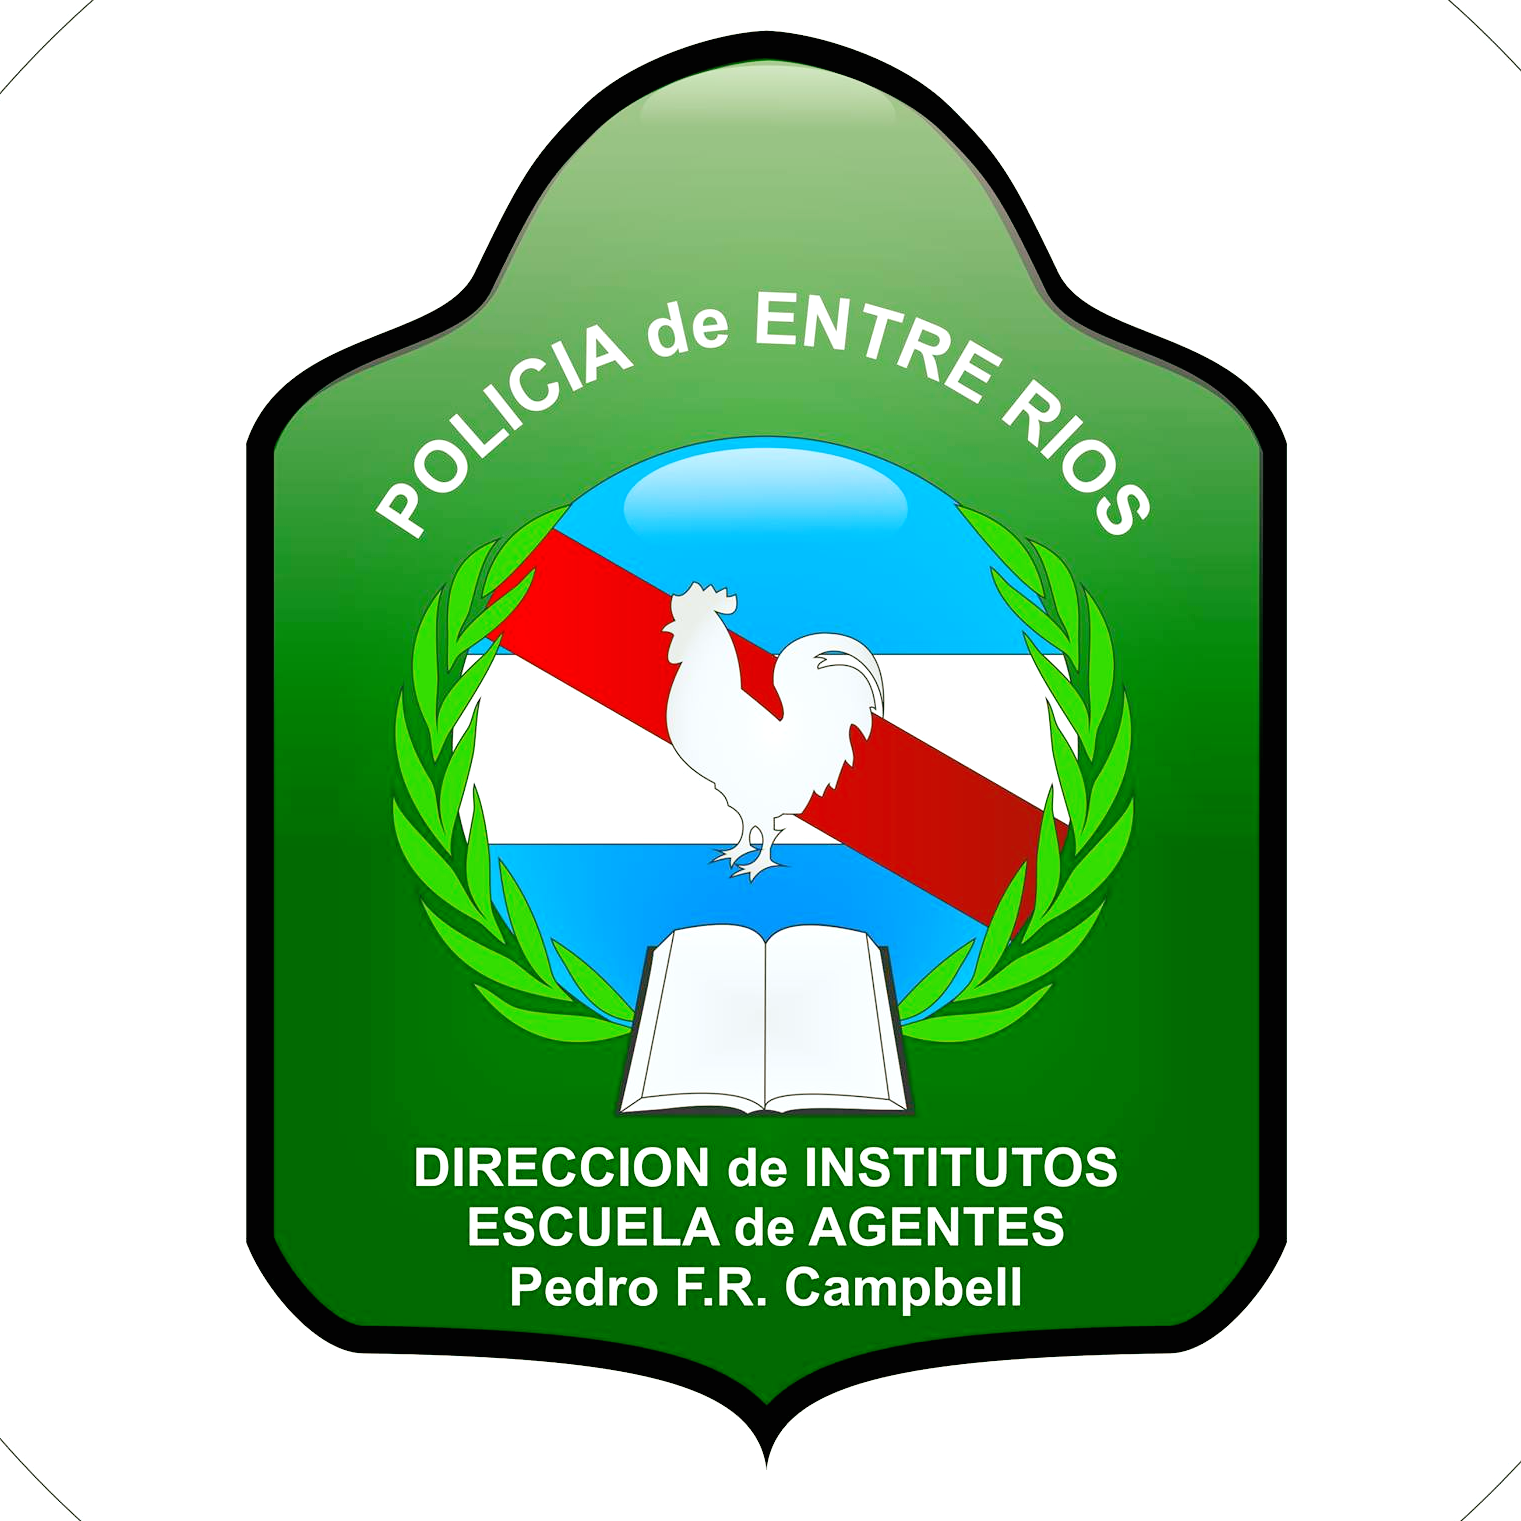 POLICIA de ENTRE RIOS
DIRECCION de INSTITUTOS
ESCUELA de AGENTES
Pedro F.R. Campbell